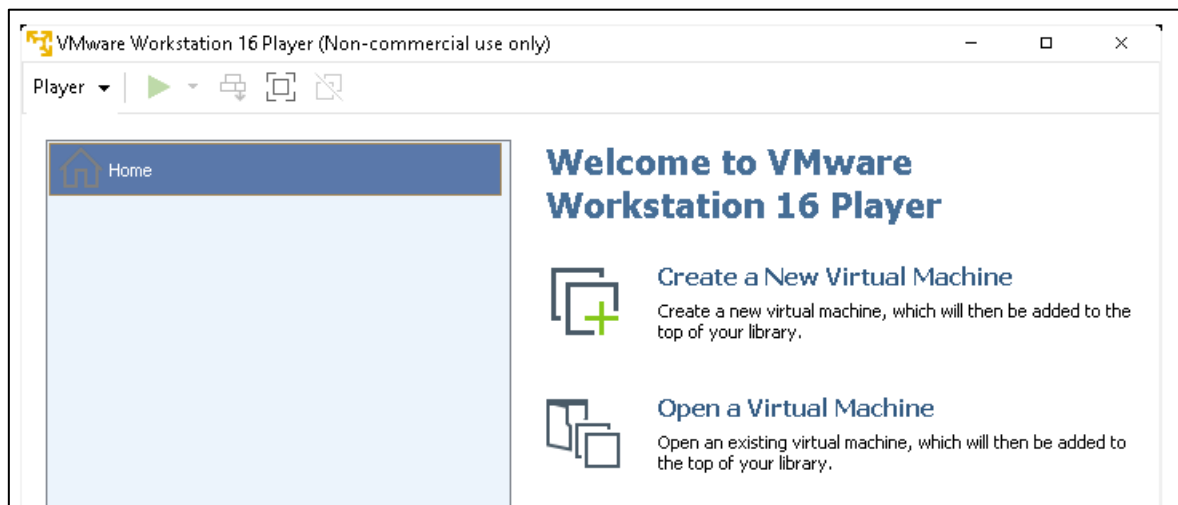 VMware Workstation 16 Player (Non-commercial use only)
Player
Home
Welcome to VMware
Workstation 16 Player
Create a New Virtual Machine
Create a new virtual machine, which will then be added to the
top of your library.
Open a Virtual Machine
Open an existing virtual machine, which will then be added to
the top of your library.